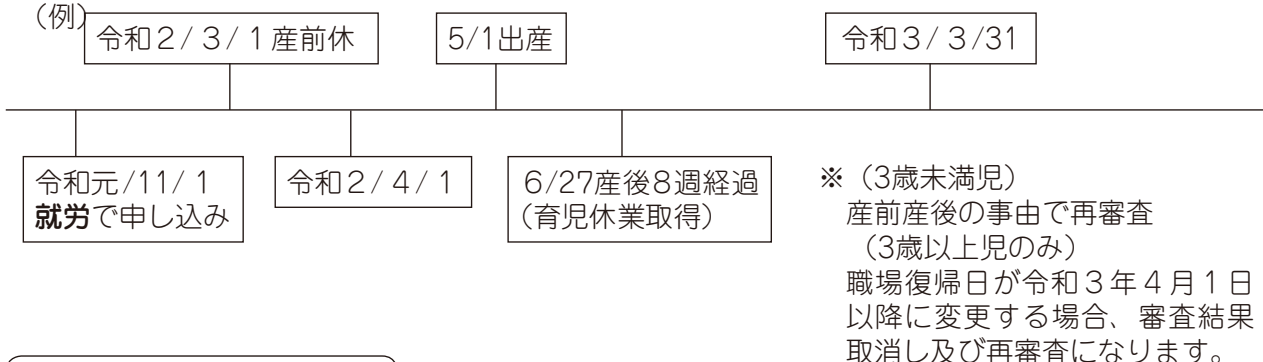 （例）
令和２/３/１産前休
5/1出産
令和３/３/31
令和元/11/１
就労で申し込み
令和２/４/１
6/27産後8週経過
（育児休業取得）
※（3歳未満児）
産前産後の事由で再審査
（3歳以上児のみ）
職場復帰日が令和３年４月１日
以降に変更する場合、審査結果
取消し及び再審査になります。